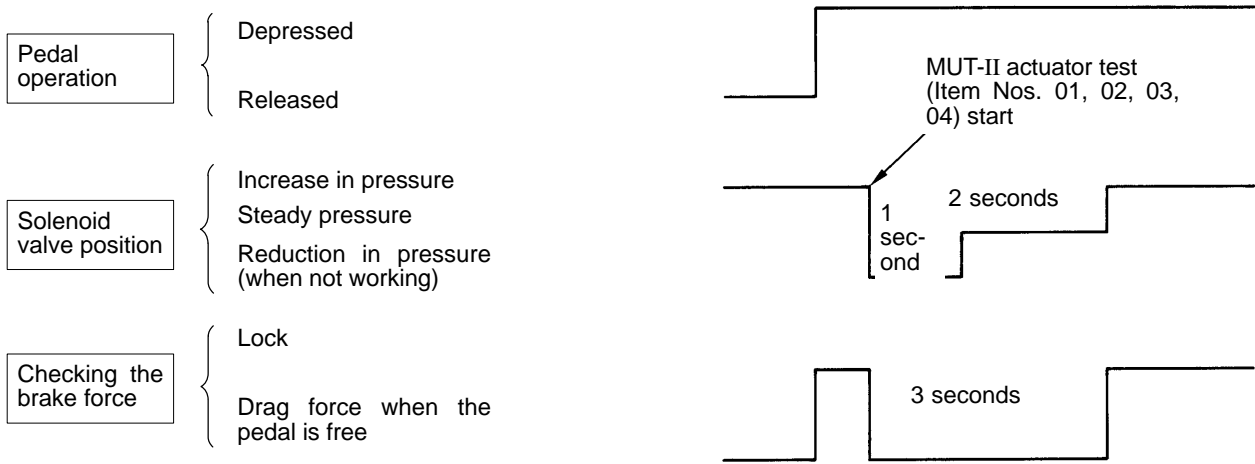 Pedal
operation
Depressed
Released
MUT-II actuator test
(Item Nos. 01, 02, 03,
04) start
Solenoid
valve position
Increase in pressure
Steady pressure
Reduction in pressure
(when not working)
1
sec-
ond
2 seconds
Checking the
brake force
Lock
Drag force when the
pedal is free
3 seconds